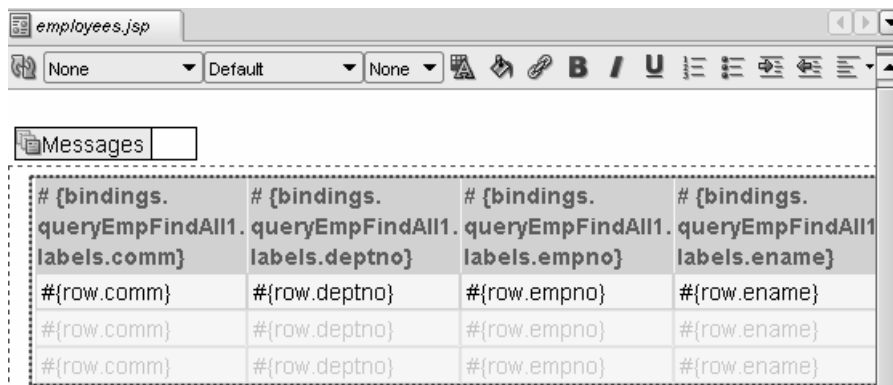 employees.jsp
None Default None B I U
Messages
# {bindings. # {bindings. # {bindings. # {bindings.
queryEmpFindAll1. queryEmpFindAll1. queryEmpFindAll1. queryEmpFindAll1
labels.comm} labels.deptno} labels.empno} labels.ename}
#{row.comm} #{row.deptno} #{row.empno} #{row.ename}
#{row.comm} #{row.deptno} #{row.empno} #{row.ename}
#{row.comm} #{row.deptno} #{row.empno} #{row.ename}